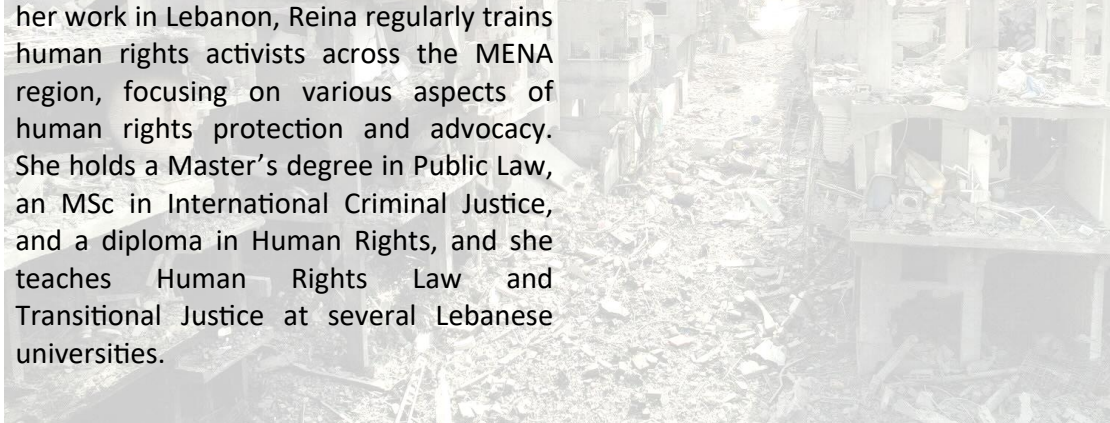 her work in Lebanon, Reina regularly trains
human rights activists across the MENA
region, focusing on various aspects of
human rights protection and advocacy.
She holds a Master’s degree in Public Law,
an MSc in International Criminal Justice,
and a diploma in Human Rights, and she
teaches Human Rights Law and
Transitional Justice at several Lebanese
universities.